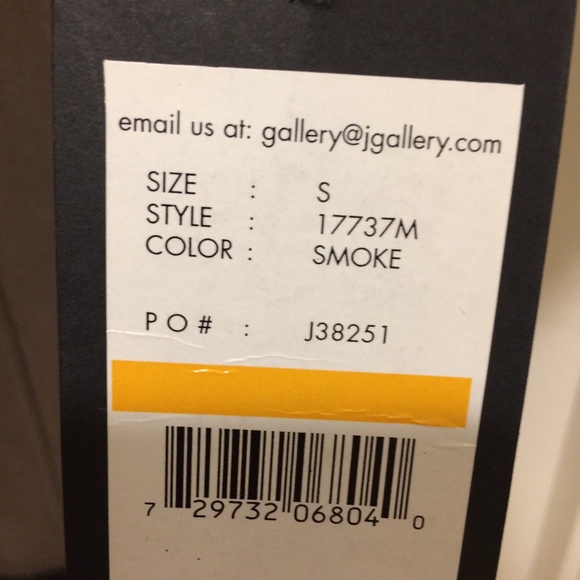 email us at: gallery@jgallery.com
SIZE : S
STYLE : 17737M
COLOR : SMOKE
PO# : J38251
7 29732 06804 0